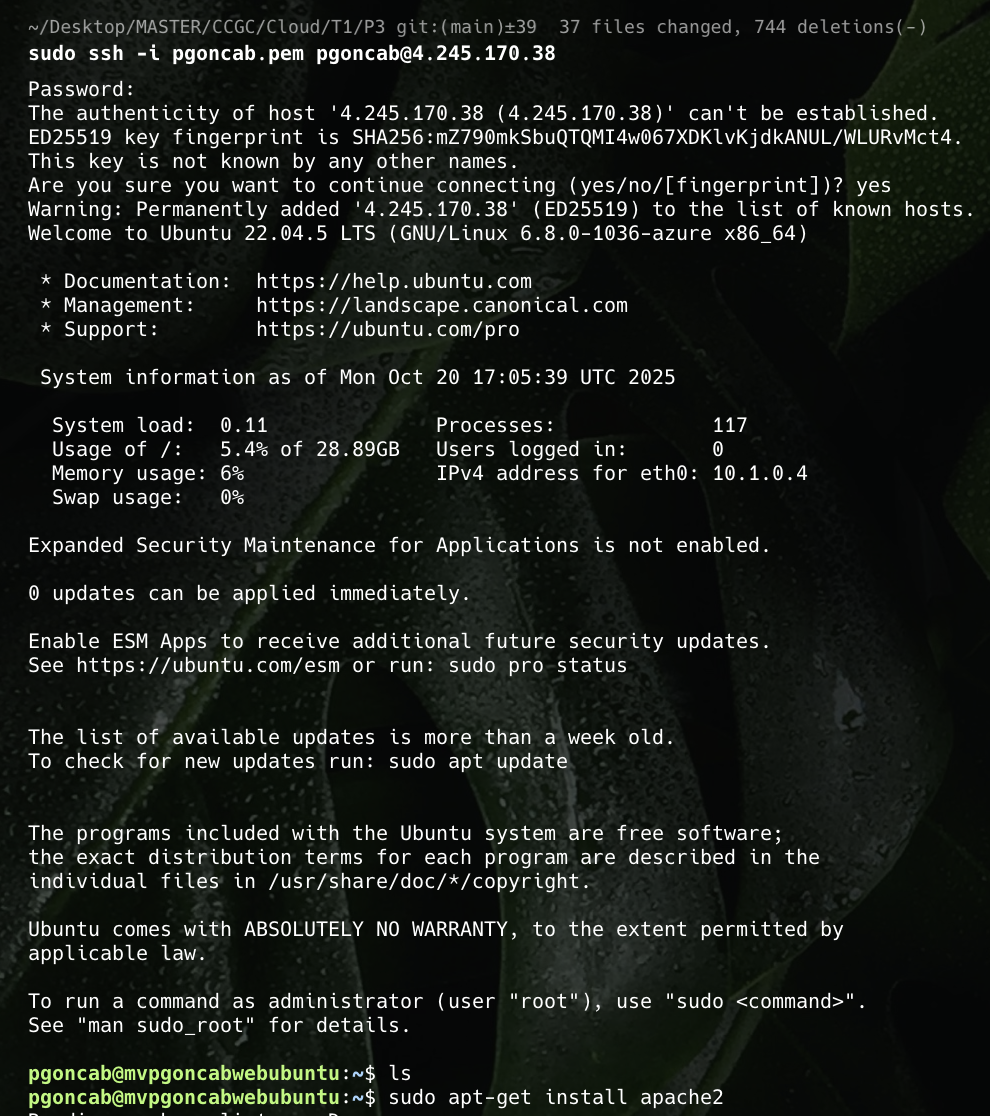 ~/Desktop/MASTER/CCGC/Cloud/T1/P3 git:(main)±39  37 files changed, 744 deletions(-)
sudo ssh -i pgoncab.pem pgoncab@4.245.170.38
Password:
The authenticity of host '4.245.170.38 (4.245.170.38)' can't be established.
ED25519 key fingerprint is SHA256:mZ790mkSbuQTQMI4w067XDKlvKjdkANUL/WLURvMct4.
This key is not known by any other names.
Are you sure you want to continue connecting (yes/no/[fingerprint])? yes
Warning: Permanently added '4.245.170.38' (ED25519) to the list of known hosts.
Welcome to Ubuntu 22.04.5 LTS (GNU/Linux 6.8.0-1036-azure x86_64)
 * Documentation:  https://help.ubuntu.com
 * Management:     https://landscape.canonical.com
 * Support:        https://ubuntu.com/pro
 System information as of Mon Oct 20 17:05:39 UTC 2025
  System load:  0.11              Processes:             117
  Usage of /:   5.4% of 28.89GB   Users logged in:       0
  Memory usage: 6%                IPv4 address for eth0: 10.1.0.4
  Swap usage:   0%
Expanded Security Maintenance for Applications is not enabled.
0 updates can be applied immediately.
Enable ESM Apps to receive additional future security updates.
See https://ubuntu.com/esm or run: sudo pro status
The list of available updates is more than a week old.
To check for new updates run: sudo apt update
The programs included with the Ubuntu system are free software;
the exact distribution terms for each program are described in the
individual files in /usr/share/doc/*/copyright.
Ubuntu comes with ABSOLUTELY NO WARRANTY, to the extent permitted by
applicable law.
To run a command as administrator (user "root"), use "sudo <command>".
See "man sudo_root" for details.
pgoncab@mvpgoncabwebubuntu:~$ ls
pgoncab@mvpgoncabwebubuntu:~$ sudo apt-get install apache2